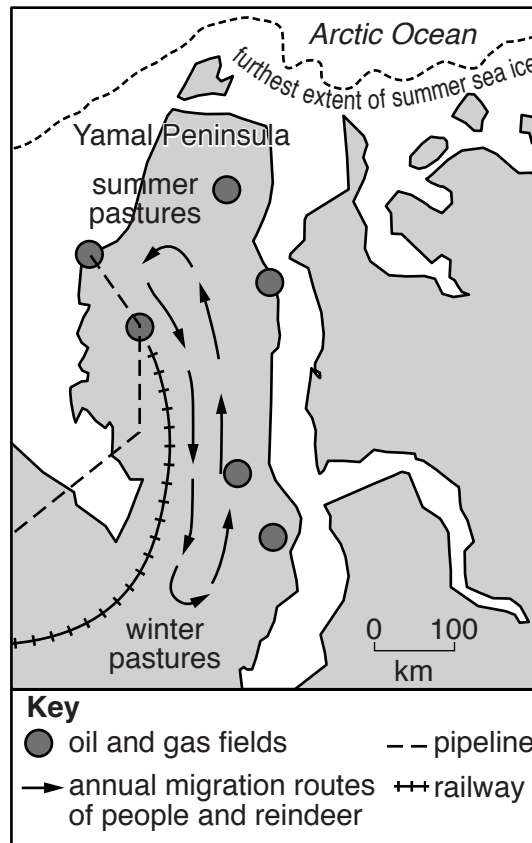 Arctic Ocean
furthest extent of summer sea ice
Yamal Peninsula
summer
pastures
winter
pastures
0 100
km
Key
oil and gas fields
pipeline
annual migration routes
of people and reindeer
railway